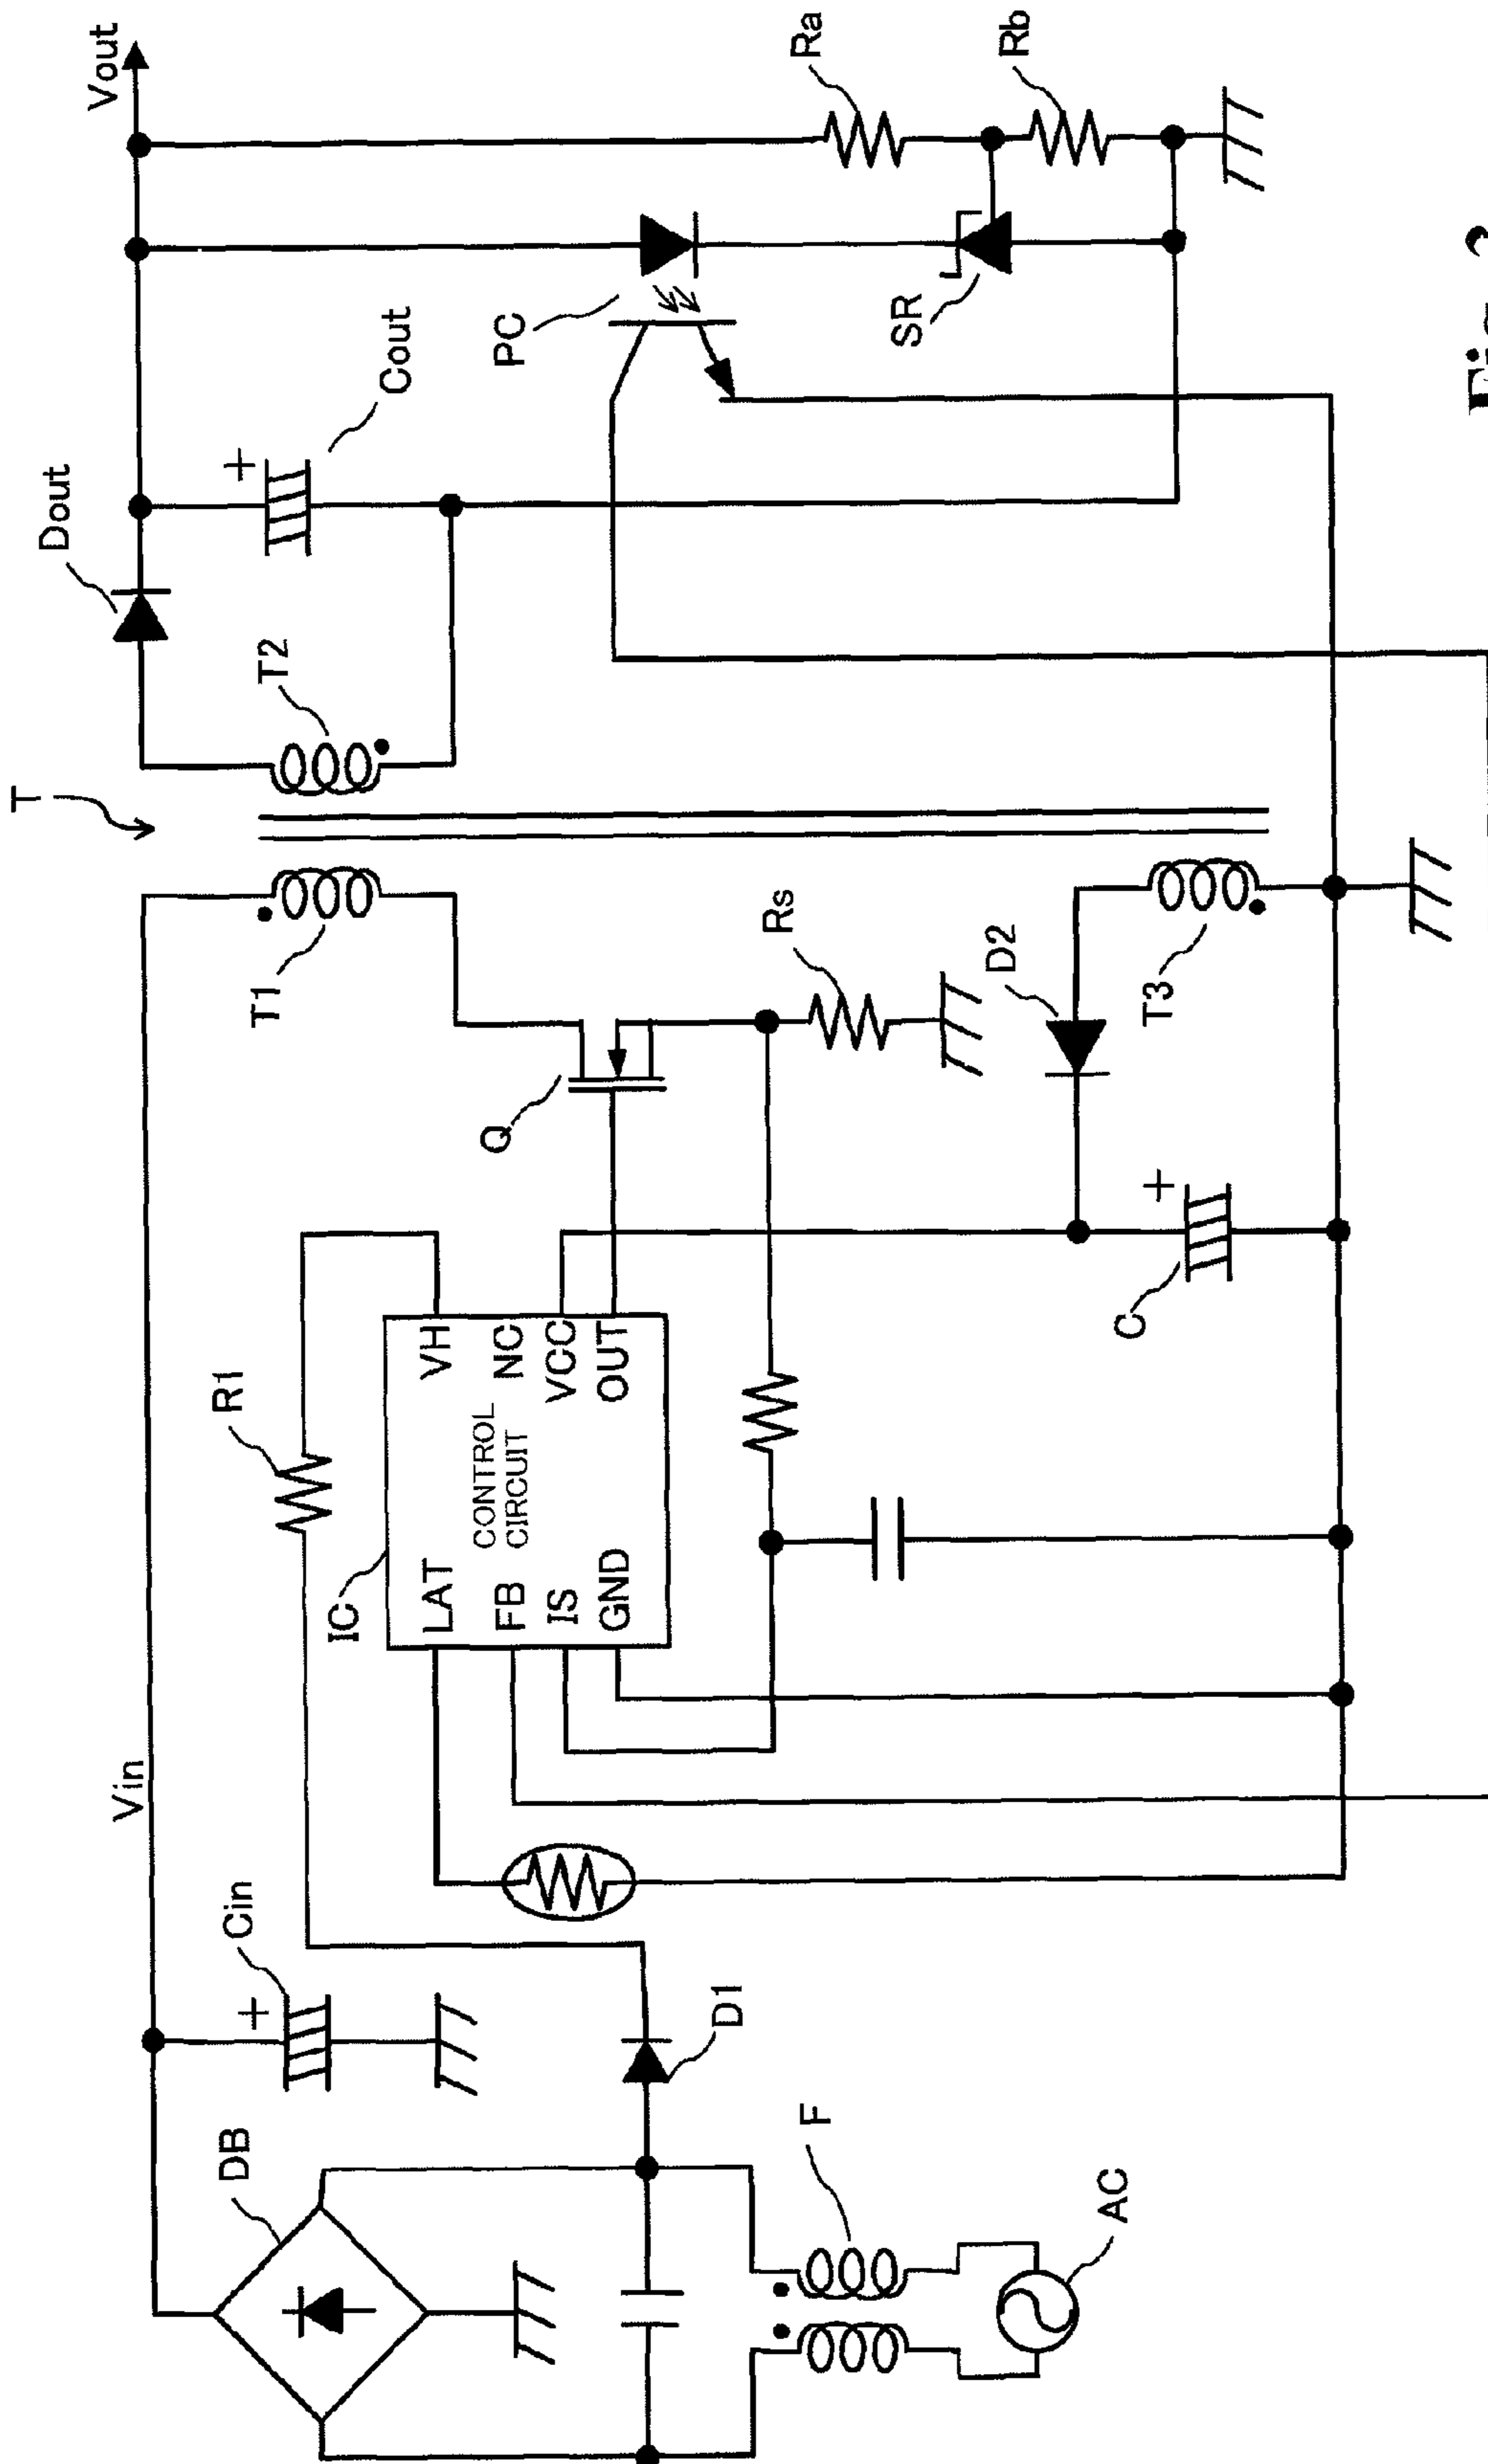 Vout
Dout
Cout
Ra
Rb
PC
SR
T
T2
T1
T3
Rs
D2
Q
C
R1
IC
VH
NC
VCC
OUT
CONTROL
CIRCUIT
LAT
FB
IS
GND
Vin
Cin
D1
DB
F
AC